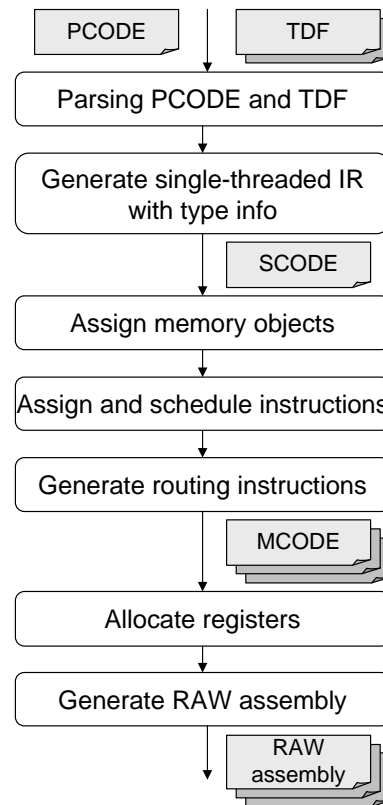 PCODE
TDF
Parsing PCODE and TDF
Generate single-threaded IR
with type info
SCODE
Assign memory objects
Assign and schedule instructions
Generate routing instructions
MCODE
Allocate registers
Generate RAW assembly
RAW
assembly